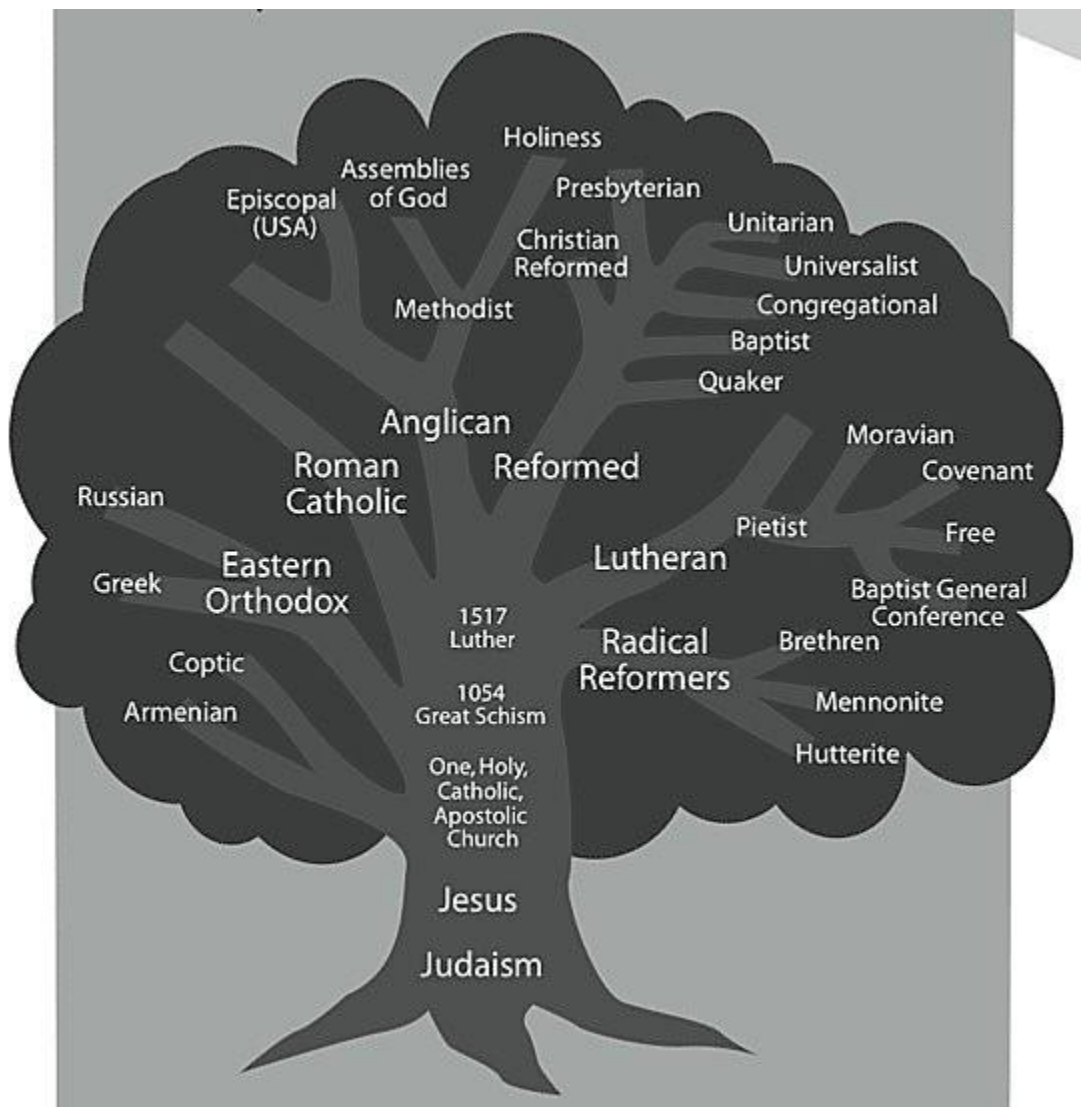 Holiness
Assemblies
of God
Presbyterian
Episcopal
(USA)
Unitarian
Christian
Reformed
Universalist
Methodist
Congregational
Baptist
Quaker
Anglican
Moravian
Roman
Catholic
Reformed
Covenant
Russian
Pietist
Free
Lutheran
Eastern
Orthodox
Greek
Baptist General
Conference
1517
Luther
Radical
Reformers
Brethren
Coptic
1054
Great Schism
Mennonite
Armenian
Hutterite
One, Holy,
Catholic,
Apostolic
Church
Jesus
Judaism